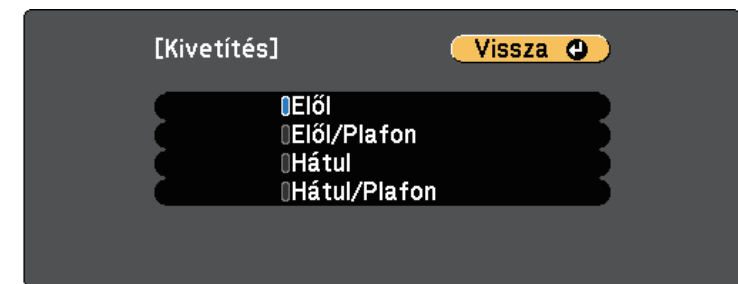 [Kivetítés] Vissza
Elől
Elől/Plafon
Hátul
Hátul/Plafon